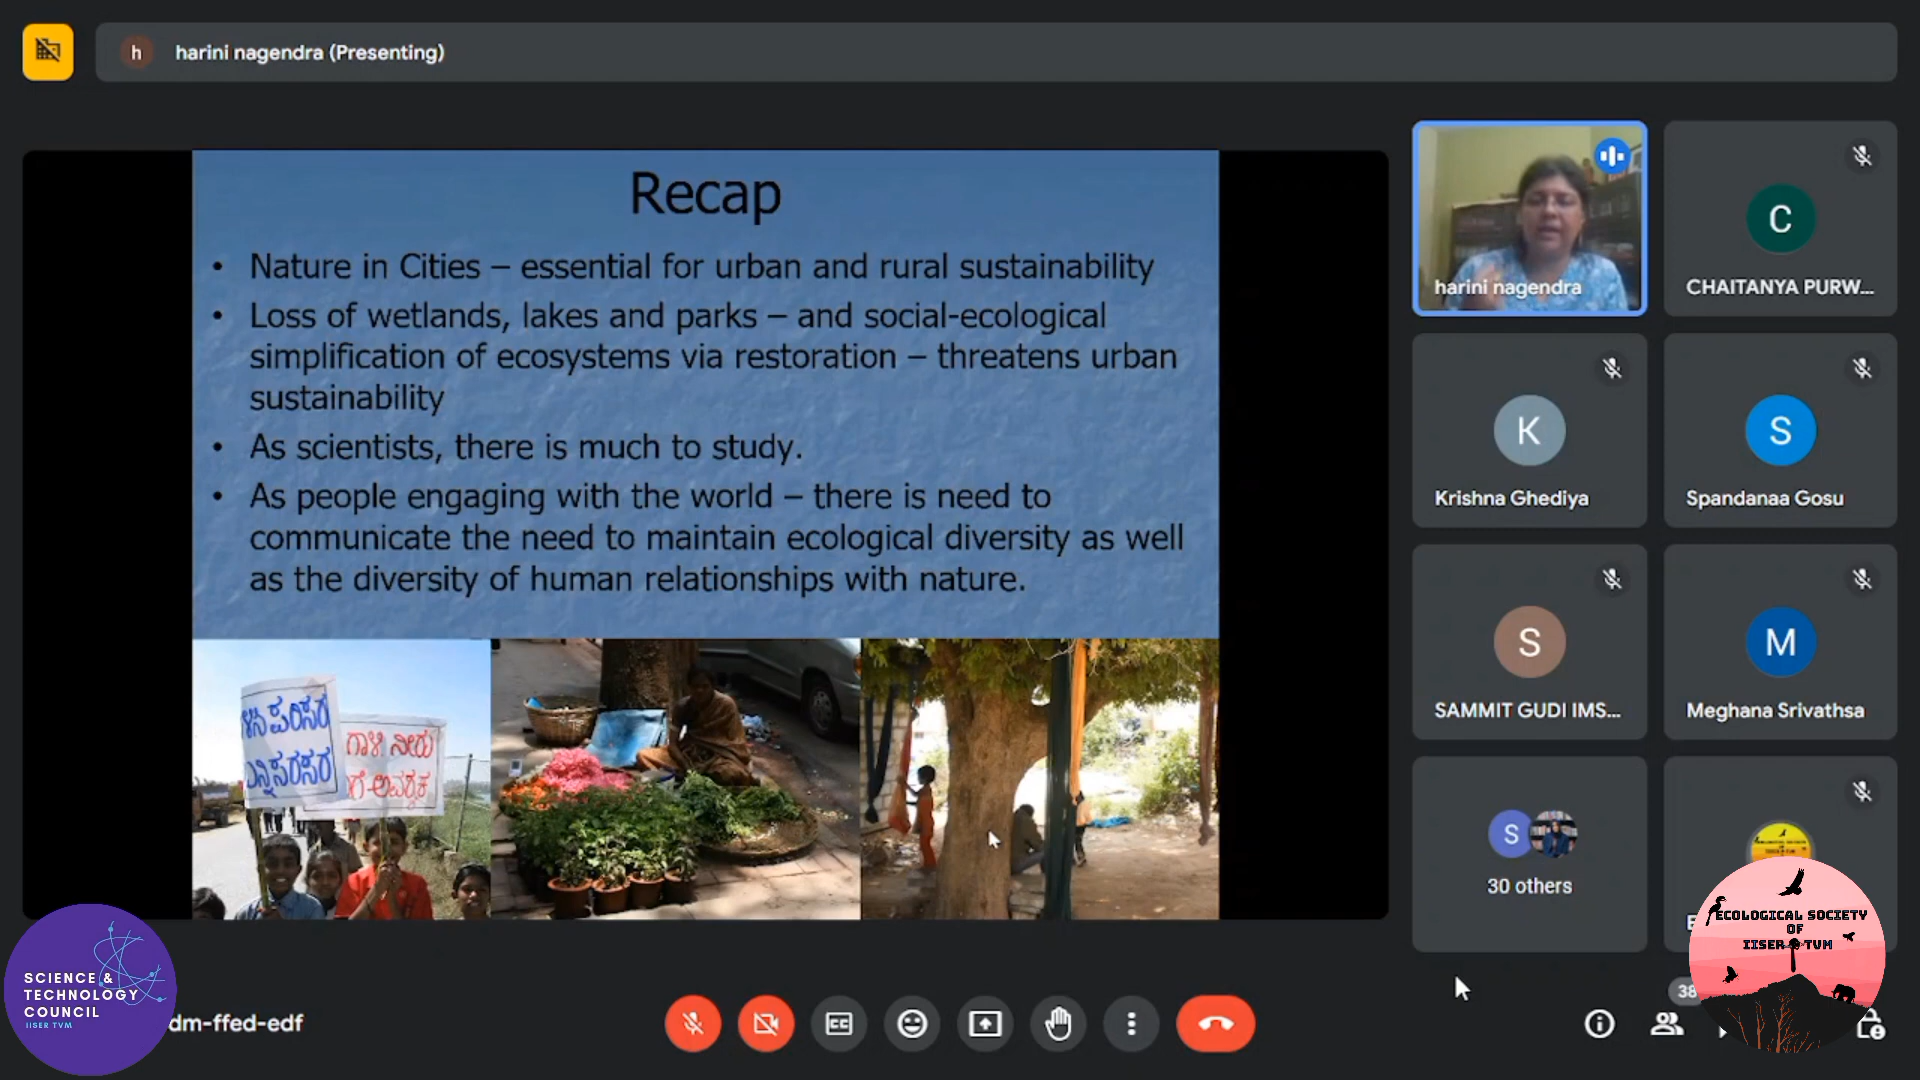 h
harini nagendra (Presenting)
Recap
• Nature in Cities – essential for urban and rural sustainability
• Loss of wetlands, lakes and parks – and social-ecological
simplification of ecosystems via restoration – threatens urban
sustainability
• As scientists, there is much to study.
• As people engaging with the world – there is need to
communicate the need to maintain ecological diversity as well
as the diversity of human relationships with nature.
ಪರಿಸರ
ಗಾಳಿ ನೀರು
harini nagendra
C
CHAITANYA PURW...
K
Krishna Ghediya
S
Spandanaa Gosu
S
SAMMIT GUDI IMS...
M
Meghana Srivathsa
S
30 others
ECOLOGICAL SOCIETY
OF
IISER TVM
SCIENCE &
TECHNOLOGY
COUNCIL
IISER TVM
dm-ffed-edf
CC
38